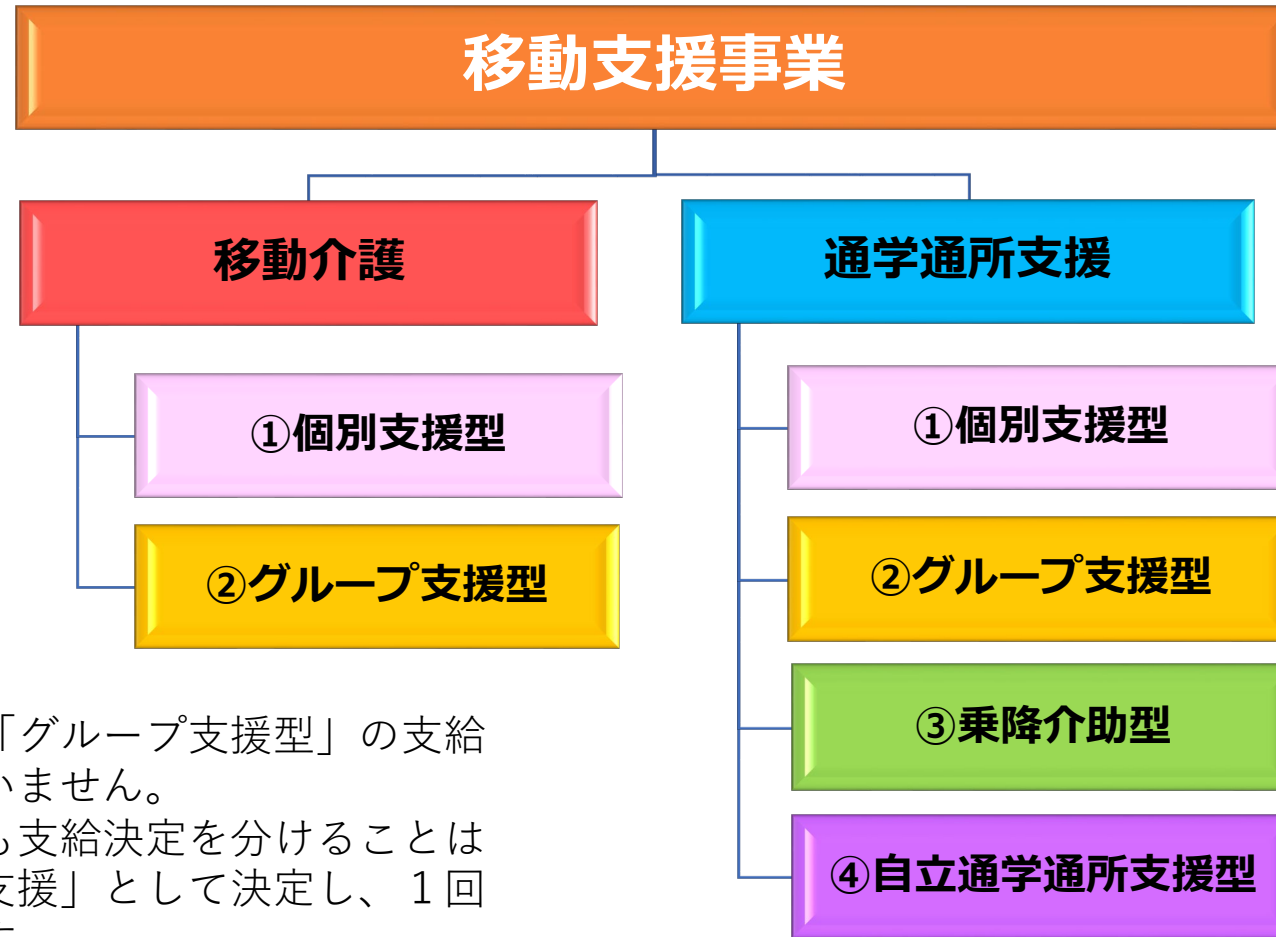 移動支援事業
移動介護
①個別支援型
②グループ支援型
通学通所支援
①個別支援型
②グループ支援型
③乗降介助型
④自立通学通所支援型
「グループ支援型」の支給
いません。
も支給決定を分けることは
支援」として決定し、１回